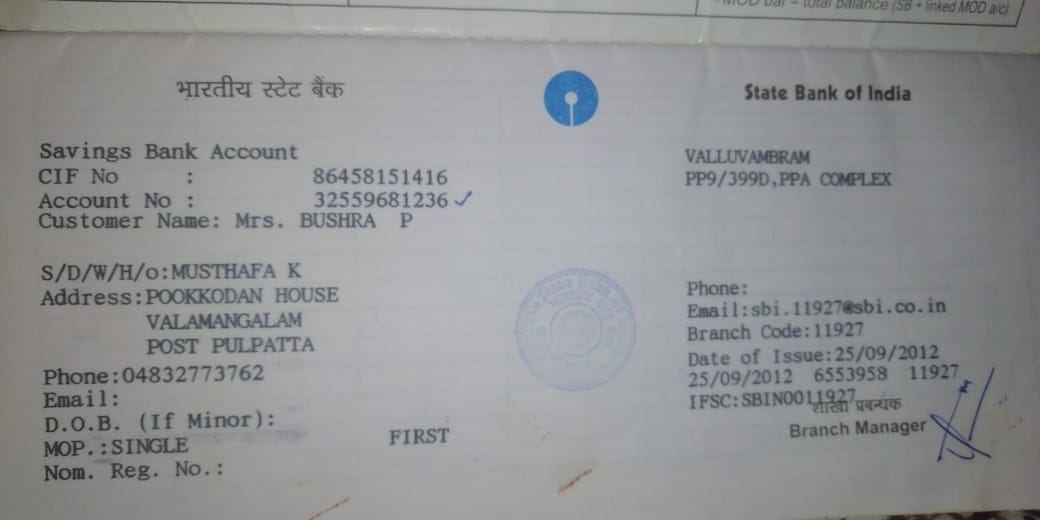 +MOD bal = total balance (SB + linked MOD a/c)
भारतीय स्टेट बैंक
State Bank of India
Savings Bank Account
CIF No : 86458151416
Account No : 32559681236
Customer Name: Mrs. BUSHRA P
S/D/W/H/o:MUSTHAFA K
Address:POOKKODAN HOUSE
VALAMANGALAM
POST PULPATTA
Phone:04832773762
Email:
D.O.B. (If Minor):
MOP.:SINGLE FIRST
Nom. Reg. No.:
VALLUVAMBRAM
PP9/399D,PPA COMPLEX
Phone:
Email:sbi.11927@sbi.co.in
Branch Code:11927
Date of Issue:25/09/2012
25/09/2012 6553958 11927
IFSC:SBIN0011927
शाखा प्रबन्धक
Branch Manager